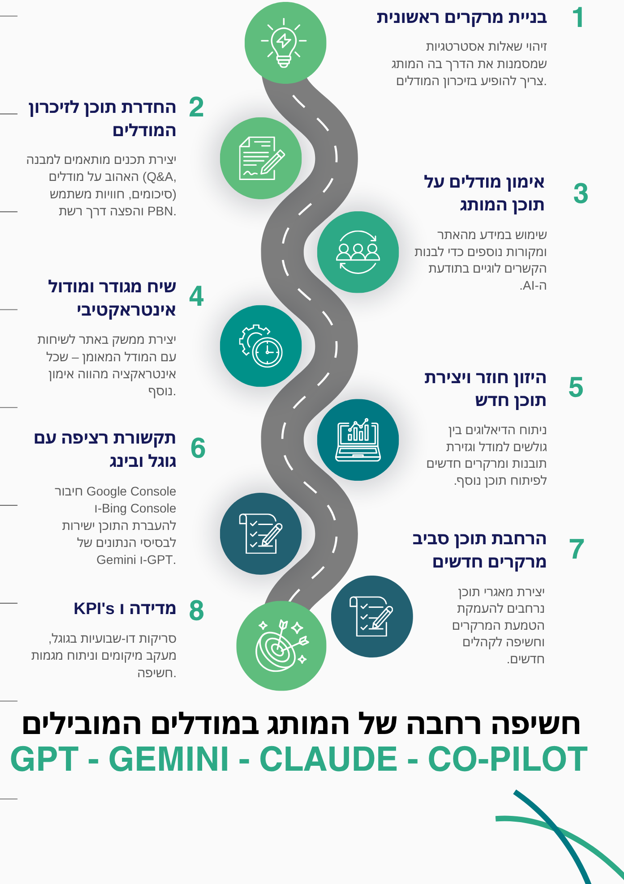 1
בניית מרקרים ראשונית
זיהוי שאלות אסטרטגיות
שמסמנות את הדרך בה המותג
צריך להופיע בזיכרון המודלים.
2
החדרת תוכן לזיכרון
המודלים
יצירת תכנים מותאמים למבנה
האהוב על מודלים (Q&A,
סיכומים, חוויות משתמש)
והפצה דרך רשת PBN.
3
אימון מודלים על
תוכן המותג
שימוש במידע מהאתר
ומקורות נוספים כדי לבנות
הקשרים לוגיים בתודעת
ה-AI.
4
שיח מגודר ומודול
אינטראקטיבי
יצירת ממשק באתר לשיחות
עם המודל המאומן – שכל
אינטראקציה מהווה אימון
נוסף.
5
היזון חוזר ויצירת
תוכן חדש
ניתוח הדיאלוגים בין
גולשים למודל וגזירת
תובנות ומרקרים חדשים
לפיתוח תוכן נוסף.
6
תקשורת רציפה עם
גוגל ובינג
חיבור Google Console
ו-Bing Console
להעברת התוכן ישירות
לבסיסי הנתונים של
Gemini ו-GPT.
7
הרחבת תוכן סביב
מרקרים חדשים
יצירת מאגרי תוכן
נרחבים להעמקת
הטמעת המרקרים
וחשיפה לקהלים
חדשים.
8
מדידה ו KPI's
סריקות דו-שבועיות בגוגל,
מעקב מיקומים וניתוח מגמות
חשיפה.
חשיפה רחבה של המותג במודלים המובילים
GPT - GEMINI - CLAUDE - CO-PILOT